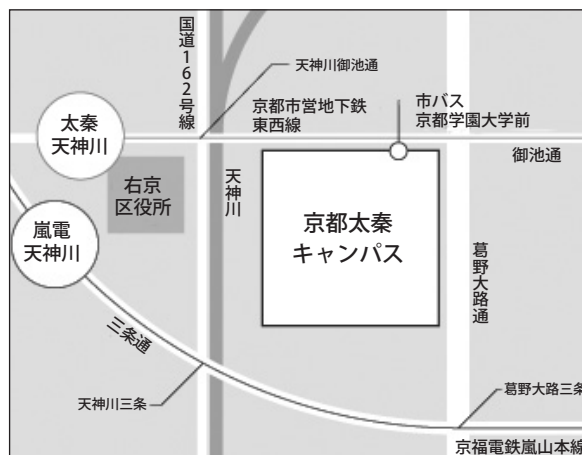 国道162号線
天神川御池通
太秦
天神川
京都市営地下鉄
東西線
市バス
京都学園大学前
御池通
右京
区役所
天神川
嵐電
天神川
京都太秦
キャンパス
葛野大路通
三条通
天神川三条
葛野大路三条
京福電鉄嵐山本線